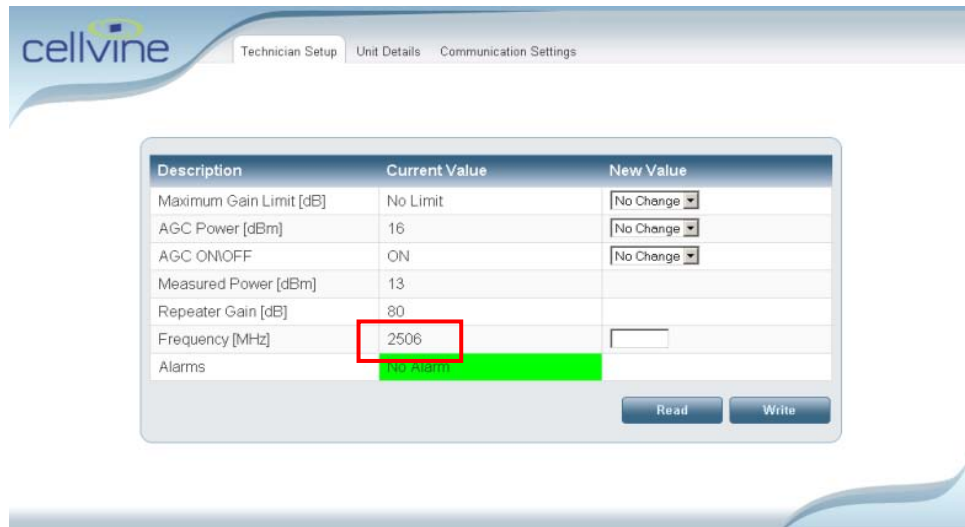 cellvine
Technician Setup Unit Details Communication Settings
Description Current Value New Value
Maximum Gain Limit [dB] No Limit No Change
AGC Power [dBm] 16 No Change
AGC ON\OFF ON No Change
Measured Power [dBm] 13
Repeater Gain [dB] 80
Frequency [MHz] 2506
Alarms No Alarm
Read Write